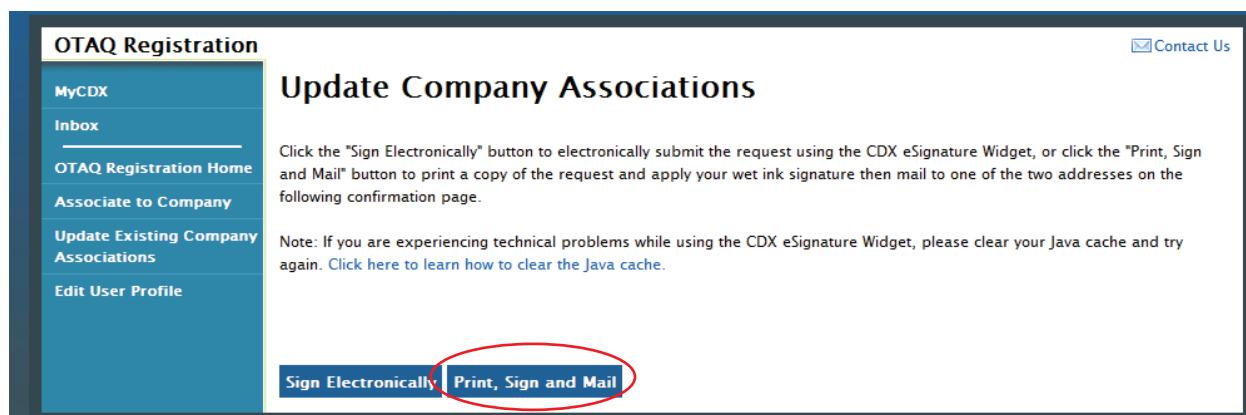 OTAQ Registration
Contact Us
MyCDX
Inbox
OTAQ Registration Home
Associate to Company
Update Existing Company
Associations
Edit User Profile
Update Company Associations
Click the "Sign Electronically" button to electronically submit the request using the CDX eSignature Widget, or click the "Print, Sign
and Mail" button to print a copy of the request and apply your wet ink signature then mail to one of the two addresses on the
following confirmation page.
Note: If you are experiencing technical problems while using the CDX eSignature Widget, please clear your Java cache and try
again. Click here to learn how to clear the Java cache.
Sign Electronically Print, Sign and Mail